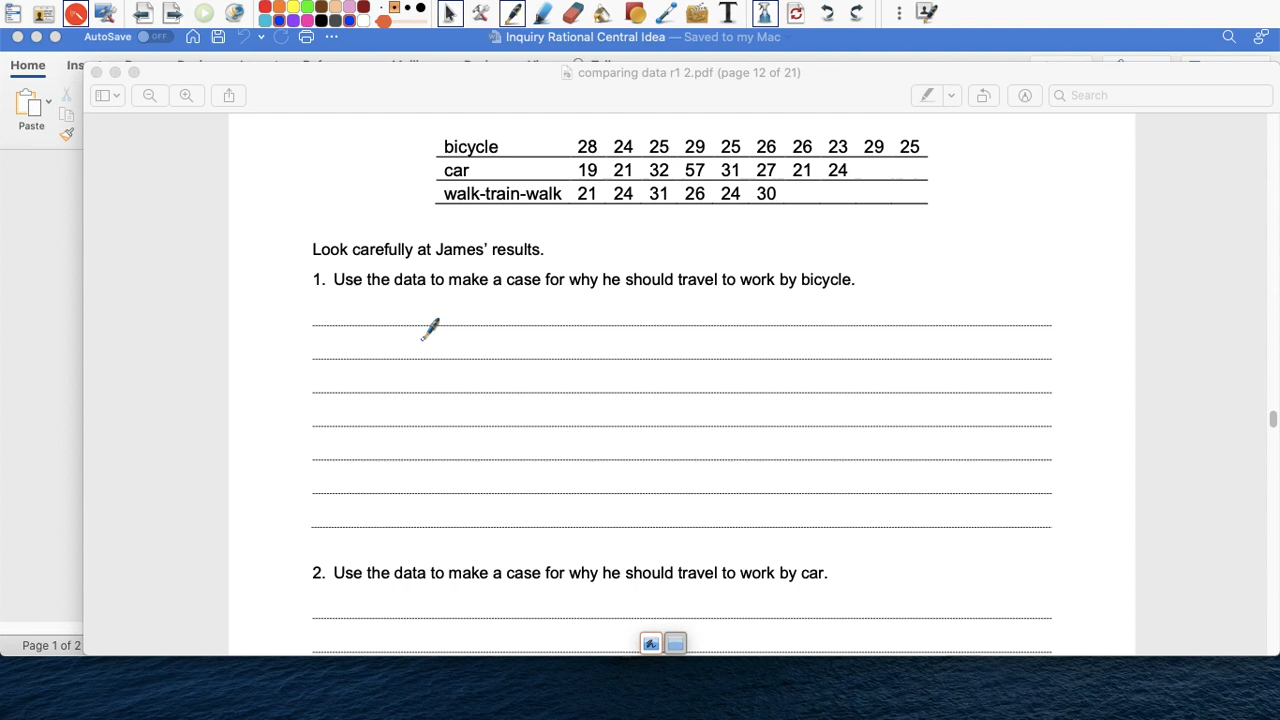 AutoSave OFF
Inquiry Rational Central Idea — Saved to my Mac
Home
comparing data r1 2.pdf (page 12 of 21)
Paste
Search
bicycle 28 24 25 29 25 26 26 23 29 25
car 19 21 32 57 31 27 21 24
walk-train-walk 21 24 31 26 24 30
Look carefully at James’ results.
1. Use the data to make a case for why he should travel to work by bicycle.
2. Use the data to make a case for why he should travel to work by car.
Page 1 of 2